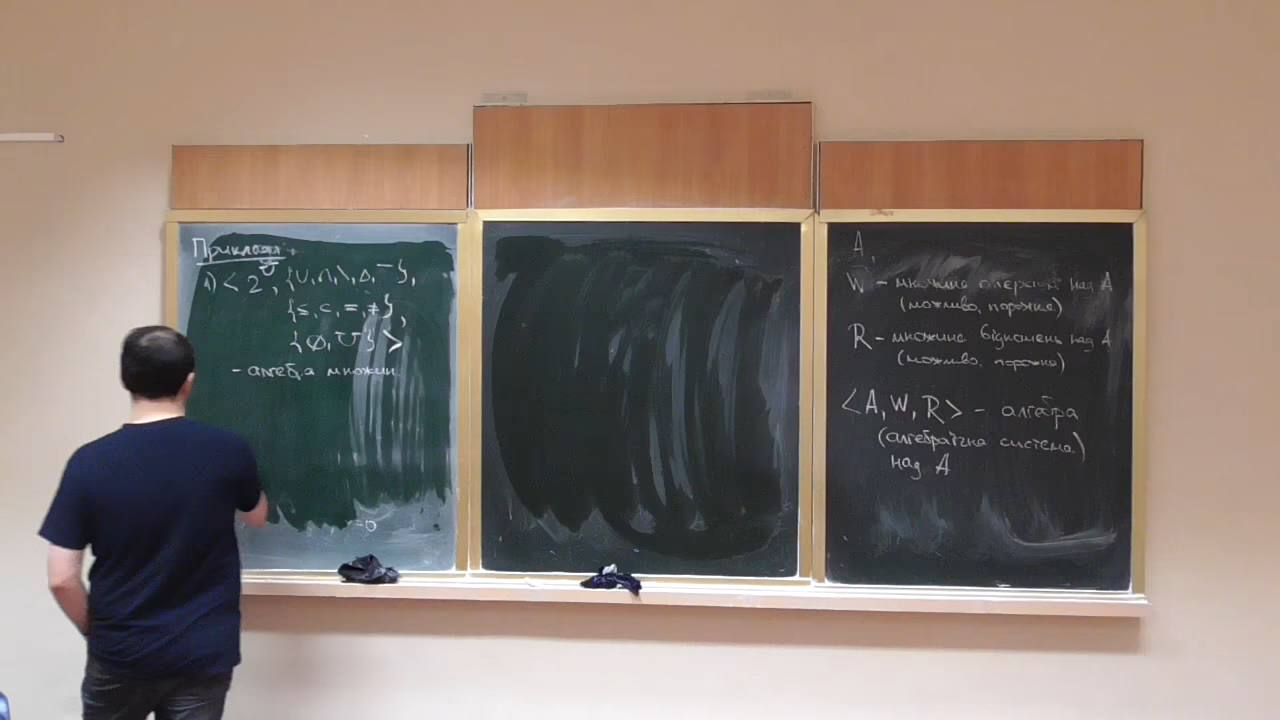 Приклади
1) < 2^U, {∪, ∩, \, Δ, ‾},
{⊆, ⊂, =, ≠},
{∅, U} >
- алгебра множин
A,
W - множина операцій над A
(можливо, порожня)
R - множина відношень над A
(можливо, порожня)
<A, W, R> - алгебра
(алгебраїчна система)
над A